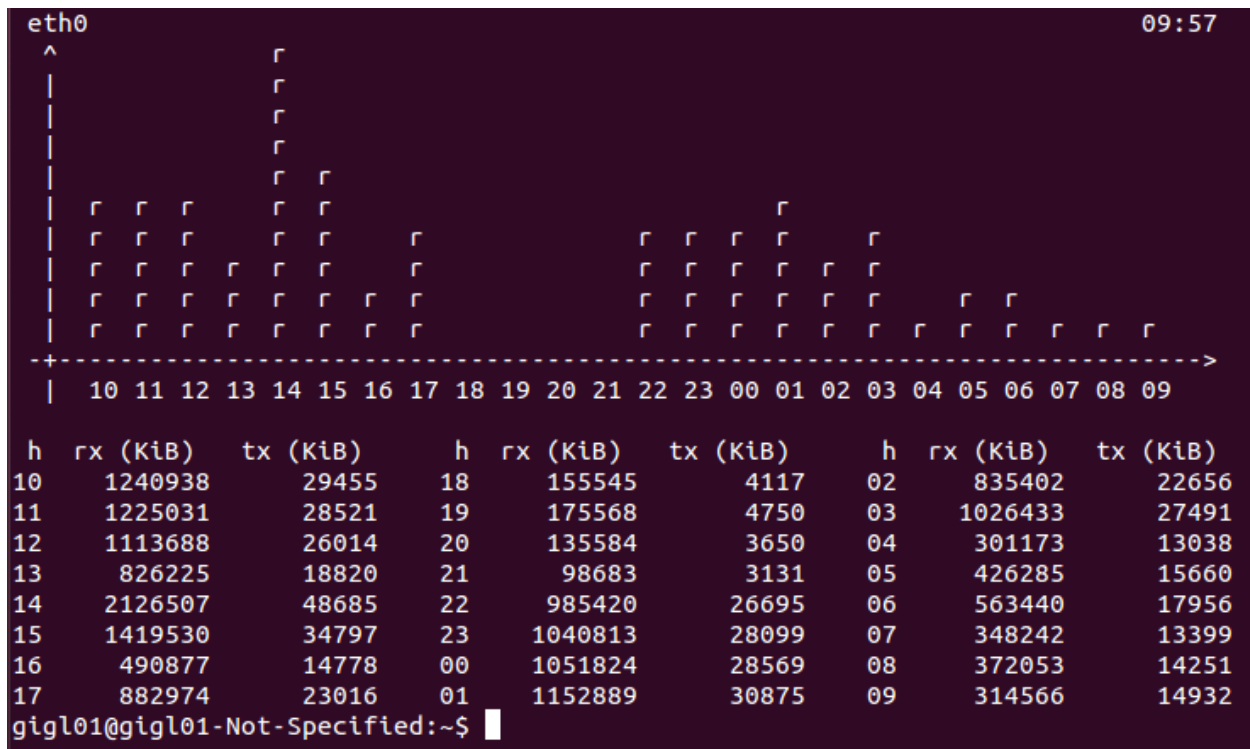 eth0 09:57
^ r
| r
| r
| r
| r r
| r r r r r r
| r r r r r r r r r r r
| r r r r r r r r r r r r r
| r r r r r r r r r r r r r r r r
| r r r r r r r r r r r r r r r r r r r r
-+--------------------------------------------------------------------------->
| 10 11 12 13 14 15 16 17 18 19 20 21 22 23 00 01 02 03 04 05 06 07 08 09
h rx (KiB) tx (KiB) h rx (KiB) tx (KiB) h rx (KiB) tx (KiB)
10 1240938 29455 18 155545 4117 02 835402 22656
11 1225031 28521 19 175568 4750 03 1026433 27491
12 1113688 26014 20 135584 3650 04 301173 13038
13 826225 18820 21 98683 3131 05 426285 15660
14 2126507 48685 22 985420 26695 06 563440 17956
15 1419530 34797 23 1040813 28099 07 348242 13399
16 490877 14778 00 1051824 28569 08 372053 14251
17 882974 23016 01 1152889 30875 09 314566 14932
gigl01@gigl01-Not-Specified:~$